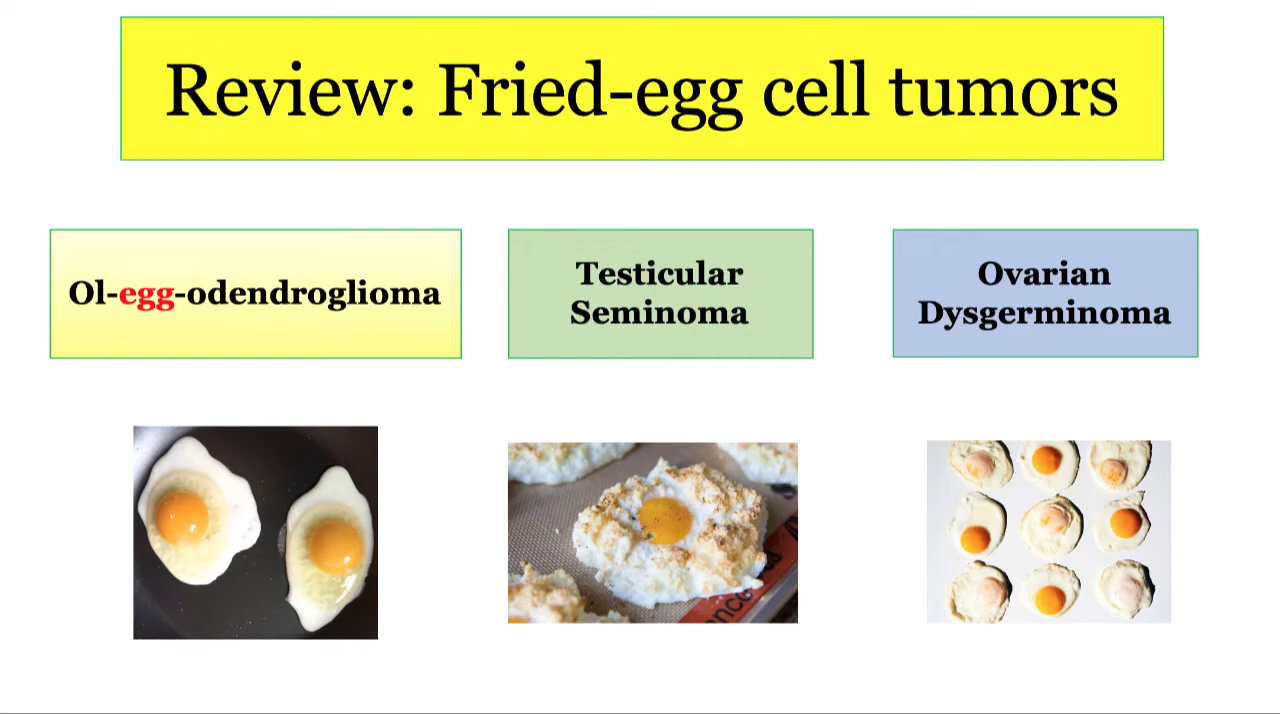 Review: Fried-egg cell tumors
Ol-egg-odendroglioma
Testicular
Seminoma
Ovarian
Dysgerminoma